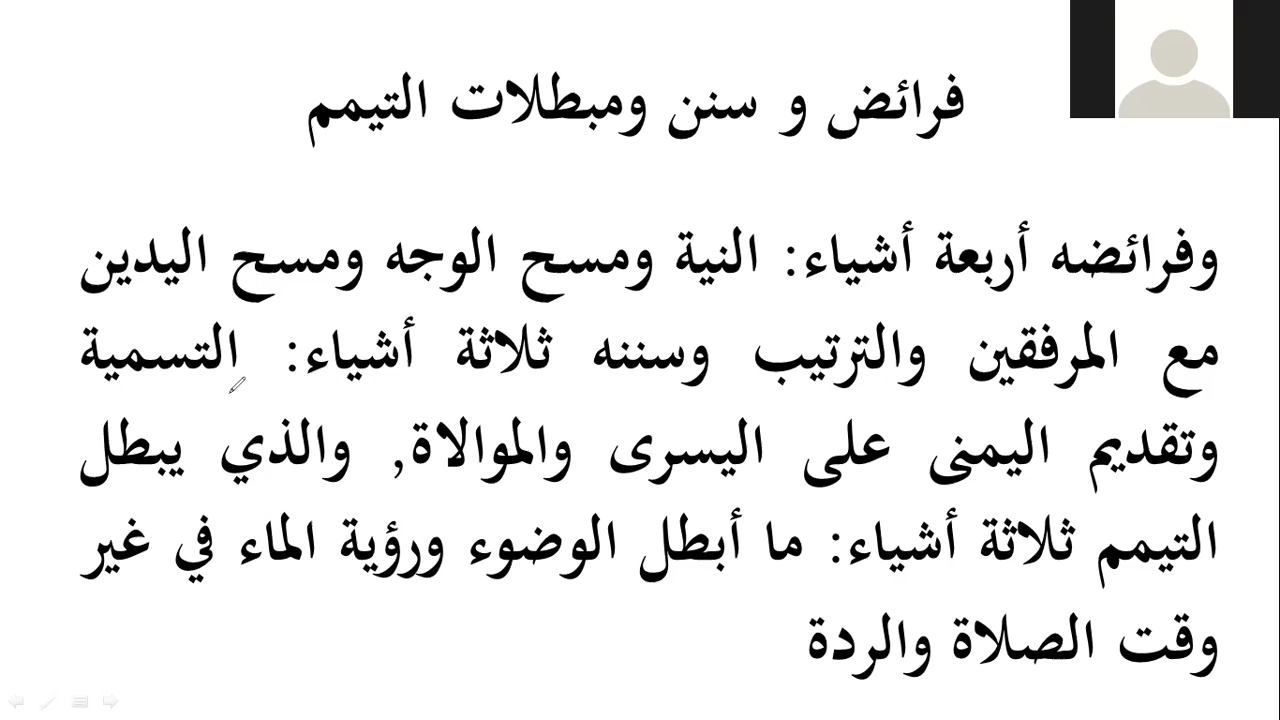 فرائض و سنن ومبطلات التيمم
وفرائضه أربعة أشياء: النية ومسح الوجه ومسح اليدين
مع المرفقين والترتيب وسننه ثلاثة أشياء: التسمية
وتقديم اليمنى على اليسرى والموالاة, والذي يبطل
التيمم ثلاثة أشياء: ما أبطل الوضوء ورؤية الماء في غير
وقت الصلاة والردة